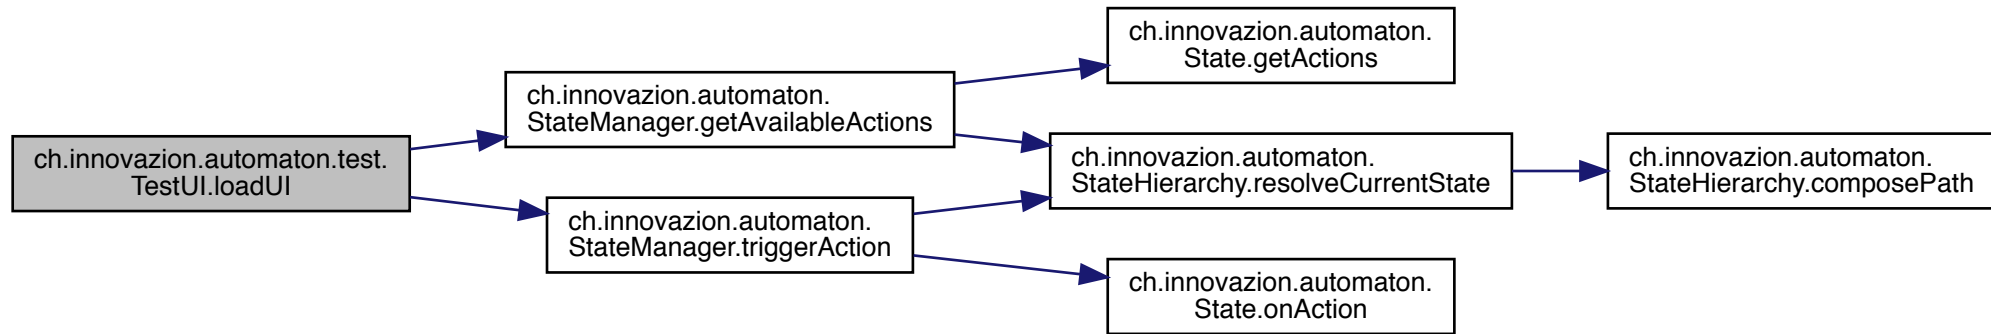 ch.innovazion.automaton.test.
TestUI.loadUI
ch.innovazion.automaton.
StateManager.getAvailableActions
ch.innovazion.automaton.
StateManager.triggerAction
ch.innovazion.automaton.
State.getActions
ch.innovazion.automaton.
StateHierarchy.resolveCurrentState
ch.innovazion.automaton.
State.onAction
ch.innovazion.automaton.
StateHierarchy.composePath